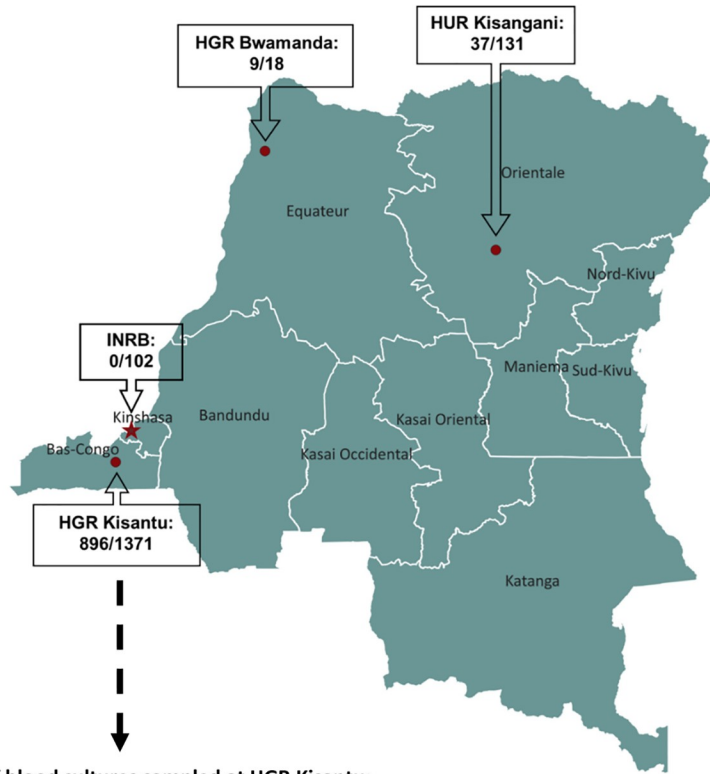 HGR Bwamanda:
9/18
HUR Kisangani:
37/131
Orientale
Equateur
Nord-Kivu
INRB:
0/102
Maniema
Sud-Kivu
Kinshasa
Bandundu
Kasai Oriental
Bas-Congo
Kasai Occidental
HGR Kisantu:
896/1371
Katanga